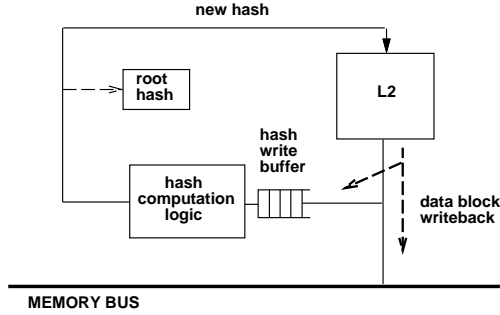 new hash
root
hash
L2
hash
write
buffer
hash
computation
logic
data block
writeback
MEMORY BUS